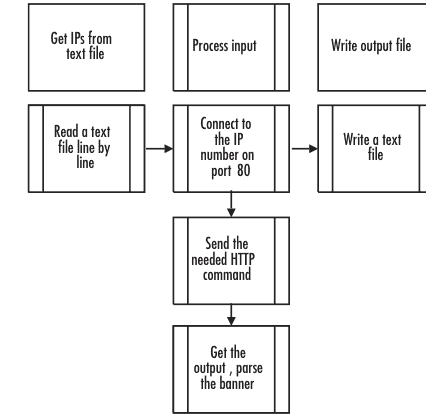 Get IPs from
text file
Process input
Write output file
Read a text
file line by
line
Connect to
the IP
number on
port 80
Write a text
file
Send the
needed HTTP
command
Get the
output , parse
the banner